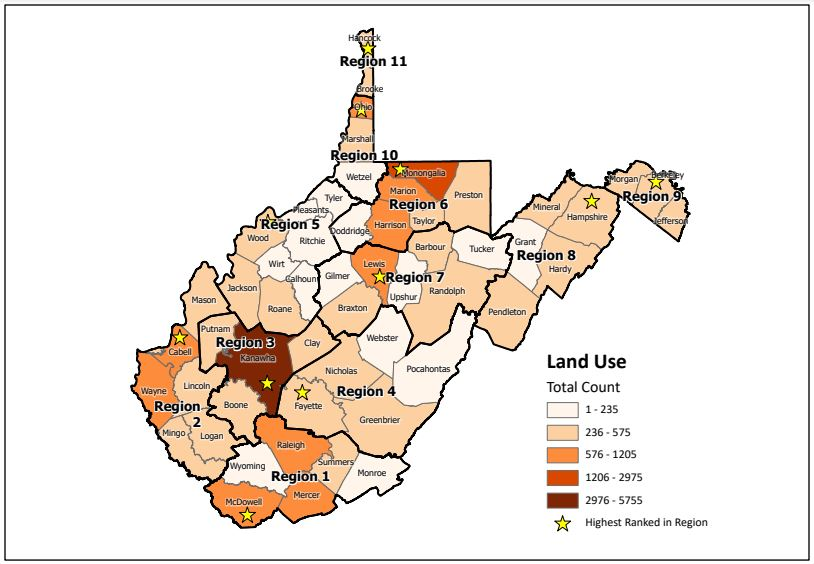 Hancock
Region 11
Brooke
Ohio
Marshall
Region 10
Wetzel
Monongalia
Marion
Preston
Region 6
Taylor
Harrison
Tyler
Pleasants
Region 5
Doddridge
Wood
Ritchie
Wirt
Calhoun
Gilmer
Lewis
Region 7
Upshur
Barbour
Tucker
Randolph
Braxton
Morgan
Berkeley
Region 9
Jefferson
Mineral
Hampshire
Grant
Region 8
Hardy
Pendleton
Mason
Jackson
Roane
Putnam
Region 3
Kanawha
Clay
Webster
Pocahontas
Nicholas
Region 4
Fayette
Greenbrier
Cabell
Wayne
Lincoln
Boone
Region
2
Mingo
Logan
Raleigh
Summers
Wyoming
Region 1
Monroe
McDowell
Mercer
Land Use
Total Count
1 - 235
236 - 575
576 - 1205
1206 - 2975
2976 - 5755
Highest Ranked in Region